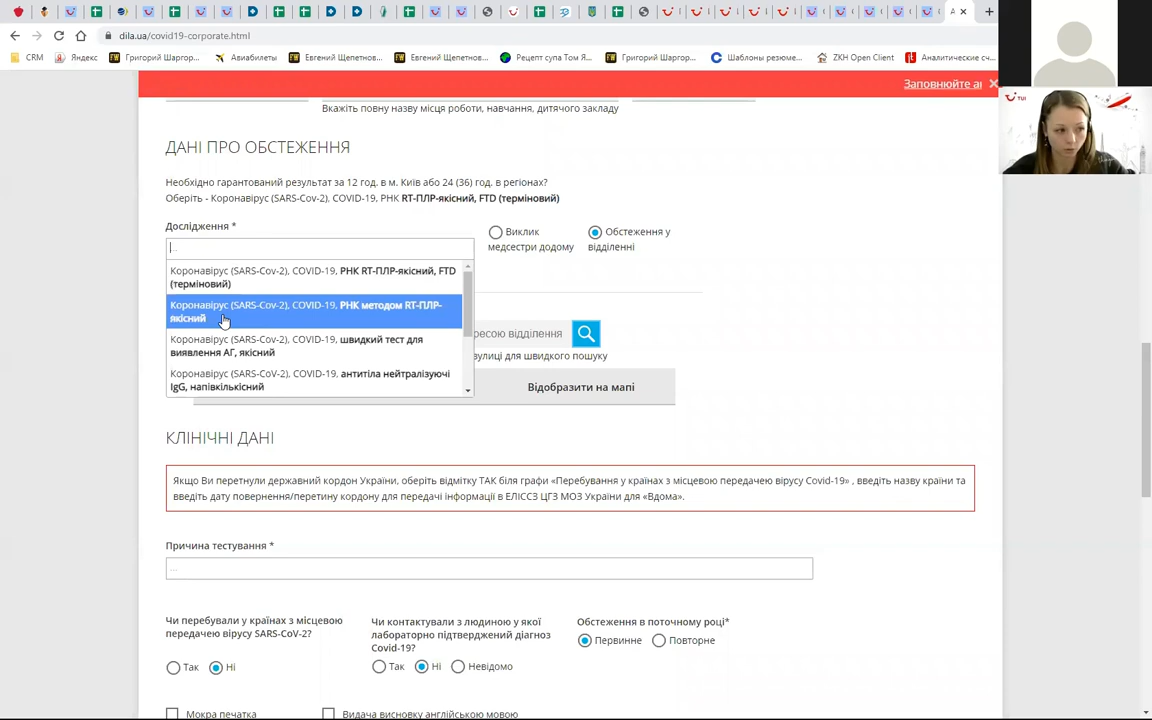 dila.ua/covid19-corporate.html
CRM
Яндекс
Григорий Шаргор...
Авиабилеты
Евгений Щепетнов...
Евгений Щепетнов...
Рецепт супа Том Я...
Григорий Шаргор...
Шаблоны резюме...
ZKH Open Client
Аналитические сч...
Заповнюйте ан
TUI
Вкажіть повну назву місця роботи, навчання, дитячого закладу
ДАНІ ПРО ОБСТЕЖЕННЯ
Необхідно гарантований результат за 12 год. в м. Київ або 24 (36) год. в регіонах?
Оберіть - Коронавірус (SARS-Cov-2), COVID-19, РНК RT-ПЛР-якісний, FTD (терміновий)
Дослідження *
Виклик
медсестри додому
Обстеження у
відділенні
...
Коронавірус (SARS-Cov-2), COVID-19, РНК RT-ПЛР-якісний, FTD
(терміновий)
Коронавірус (SARS-Cov-2), COVID-19, РНК методом RT-ПЛР-
якісний
Коронавірус (SARS-Cov-2), COVID-19, швидкий тест для
виявлення АГ, якісний
Коронавірус (SARS-Cov-2), COVID-19, антитіла нейтралізуючі
IgG, напівкількісний
ресою відділення
вулиці для швидкого пошуку
Відобразити на мапі
КЛІНІЧНІ ДАНІ
Якщо Ви перетнули державний кордон України, оберіть відмітку ТАК біля графи «Перебування у країнах з місцевою передачею вірусу Covid-19» , введіть назву країни та
введіть дату повернення/перетину кордону для передачі інформації в ЕЛІССЗ ЦГЗ МОЗ України для «Вдома».
Причина тестування *
...
Чи перебували у країнах з місцевою
передачею вірусу SARS-CoV-2?
Так
Ні
Чи контактували з людиною у якої
лабораторно підтверджений діагноз
Covid-19?
Так
Ні
Невідомо
Обстеження в поточному році*
Первинне
Повторне
Мокра печатка
Видача висновку англійською мовою